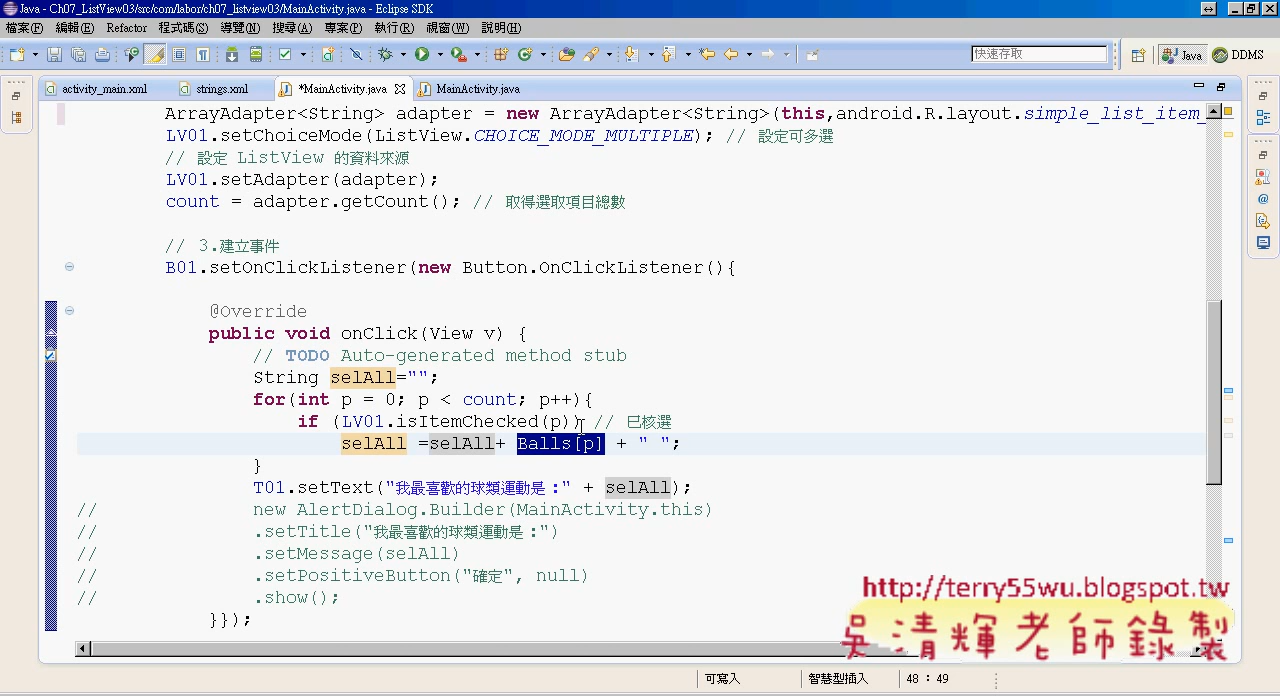 Java - Ch07_ListView03/src/com/labor/ch07_listview03/MainActivity.java - Eclipse SDK
檔案(F) 編輯(E) Refactor 程式碼(S) 導覽(N) 搜尋(A) 專案(P) 執行(R) 視窗(W) 說明(H)
快速存取 Java DDMS
activity_main.xml strings.xml *MainActivity.java MainActivity.java
ArrayAdapter<String> adapter = new ArrayAdapter<String>(this,android.R.layout.simple_list_item_
LV01.setChoiceMode(ListView.CHOICE_MODE_MULTIPLE); // 設定可多選
// 設定 ListView 的資料來源
LV01.setAdapter(adapter);
count = adapter.getCount(); // 取得選取項目總數
// 3.建立事件
B01.setOnClickListener(new Button.OnClickListener(){
@Override
public void onClick(View v) {
// TODO Auto-generated method stub
String selAll="";
for(int p = 0; p < count; p++){
if (LV01.isItemChecked(p)) // 已核選
selAll =selAll+ Balls[p] + " ";
}
T01.setText("我最喜歡的球類運動是:" + selAll);
// new AlertDialog.Builder(MainActivity.this)
// .setTitle("我最喜歡的球類運動是:")
// .setMessage(selAll)
// .setPositiveButton("確定", null)
// .show();
}});
http://terry55wu.blogspot.tw
吳清輝老師錄製
可寫入 智慧型插入 48 : 49